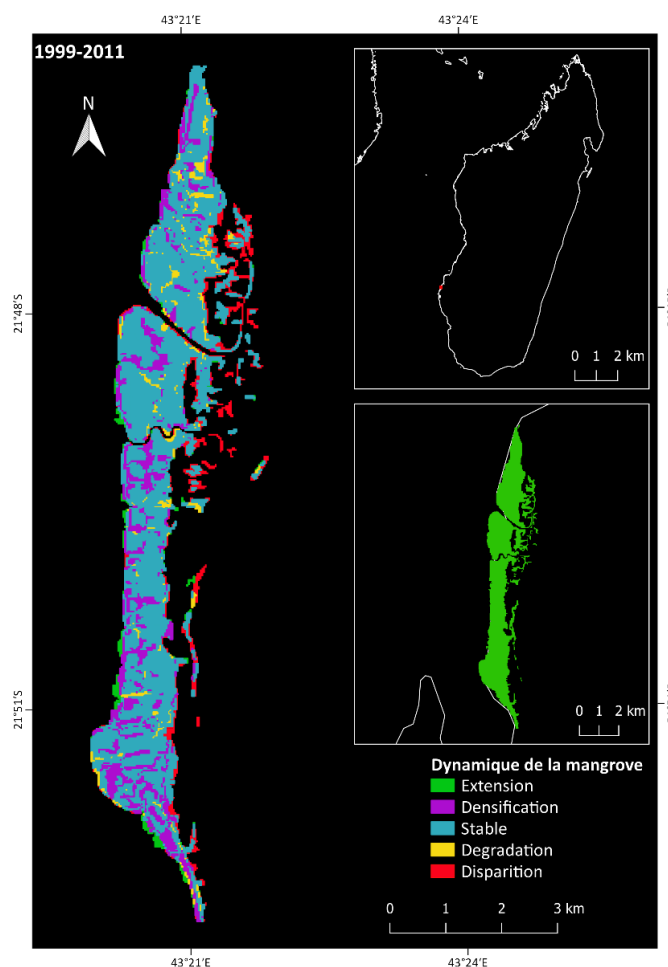 43°21'E 43°24'E
1999-2011
N
0 1 2 km
21°48'S
0 1 2 km
21°51'S
Dynamique de la mangrove
Extension
Densification
Stable
Degradation
Disparition
0 1 2 3 km
43°21'E 43°24'E